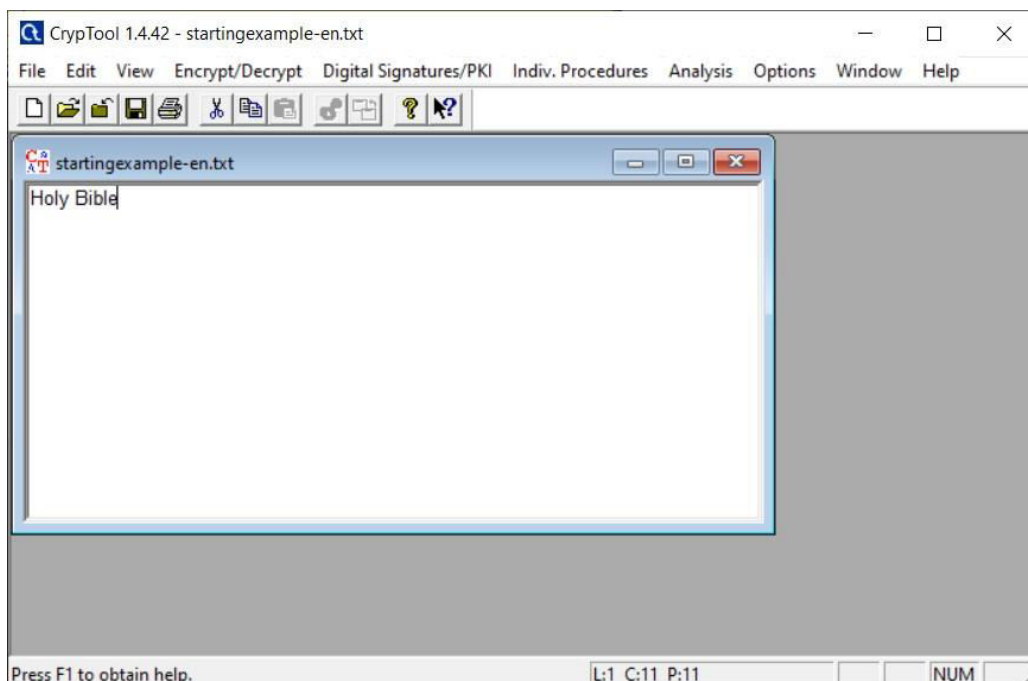 CrypTool 1.4.42 - startingexample-en.txt
File Edit View Encrypt/Decrypt Digital Signatures/PKI Indiv. Procedures Analysis Options Window Help
startingexample-en.txt
Holy Bible
Press F1 to obtain help. L:1 C:11 P:11 NUM